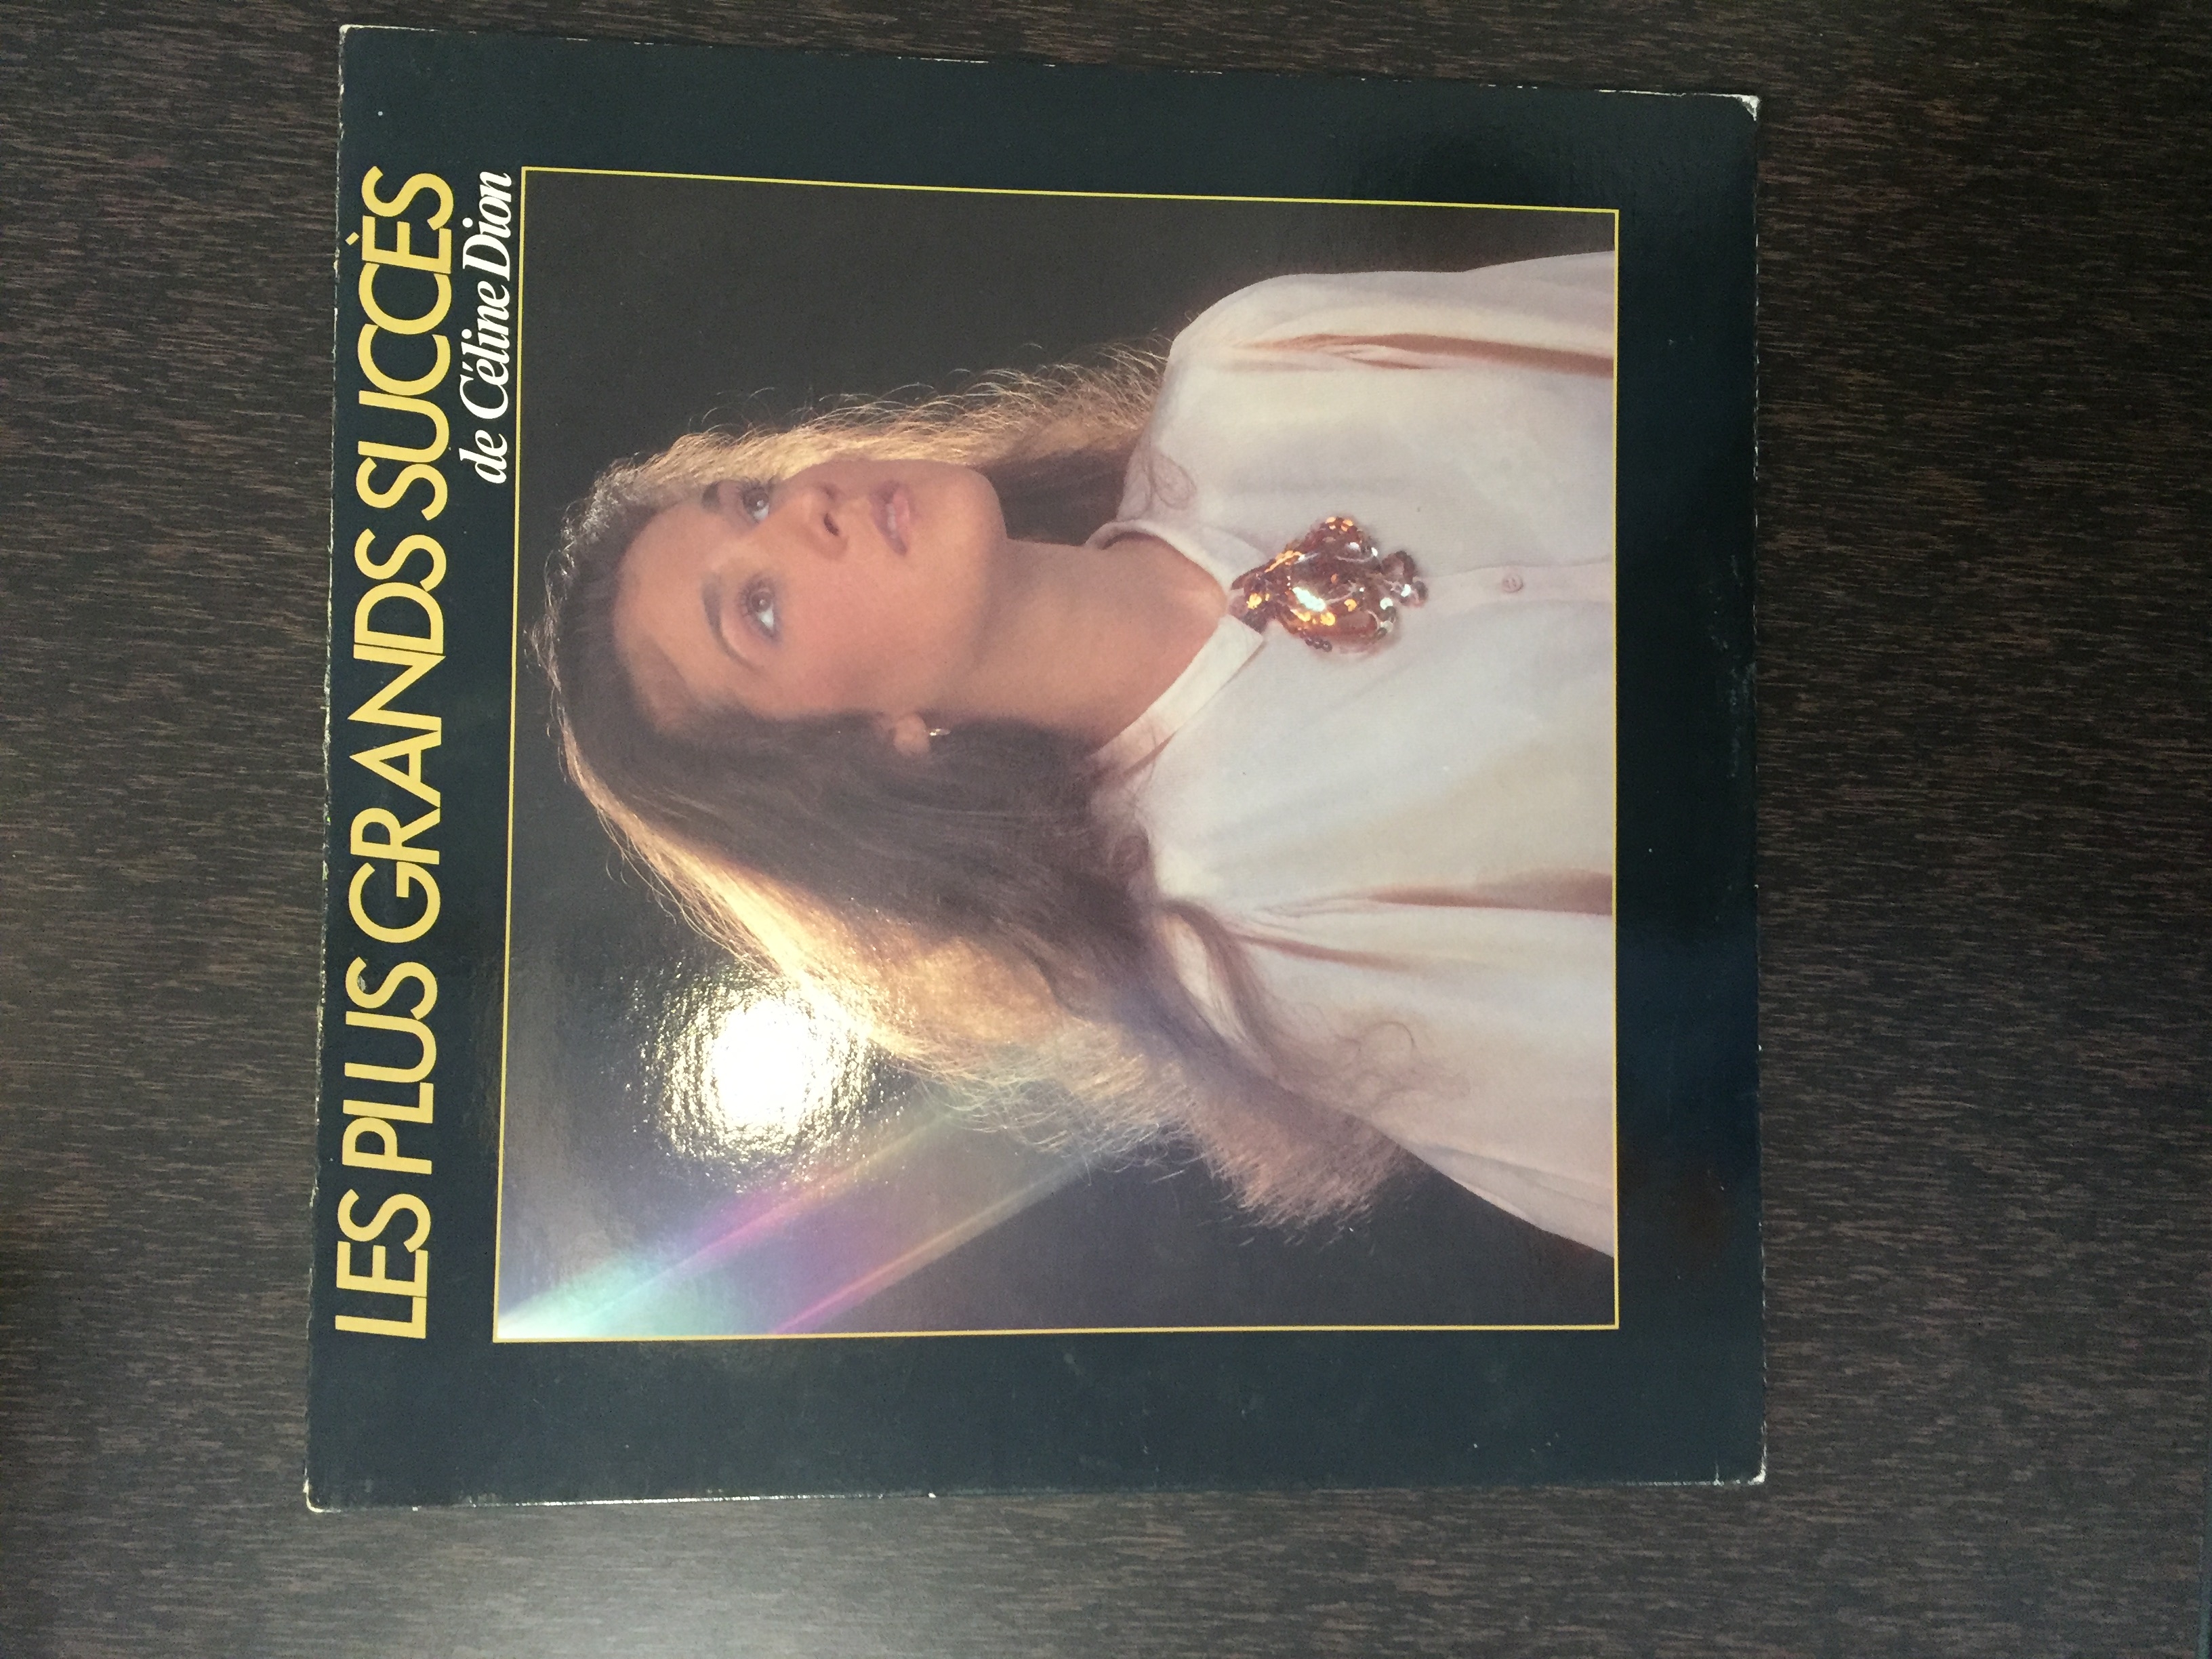 LES PLUS GRANDS SUCCÈS
de Céline Dion